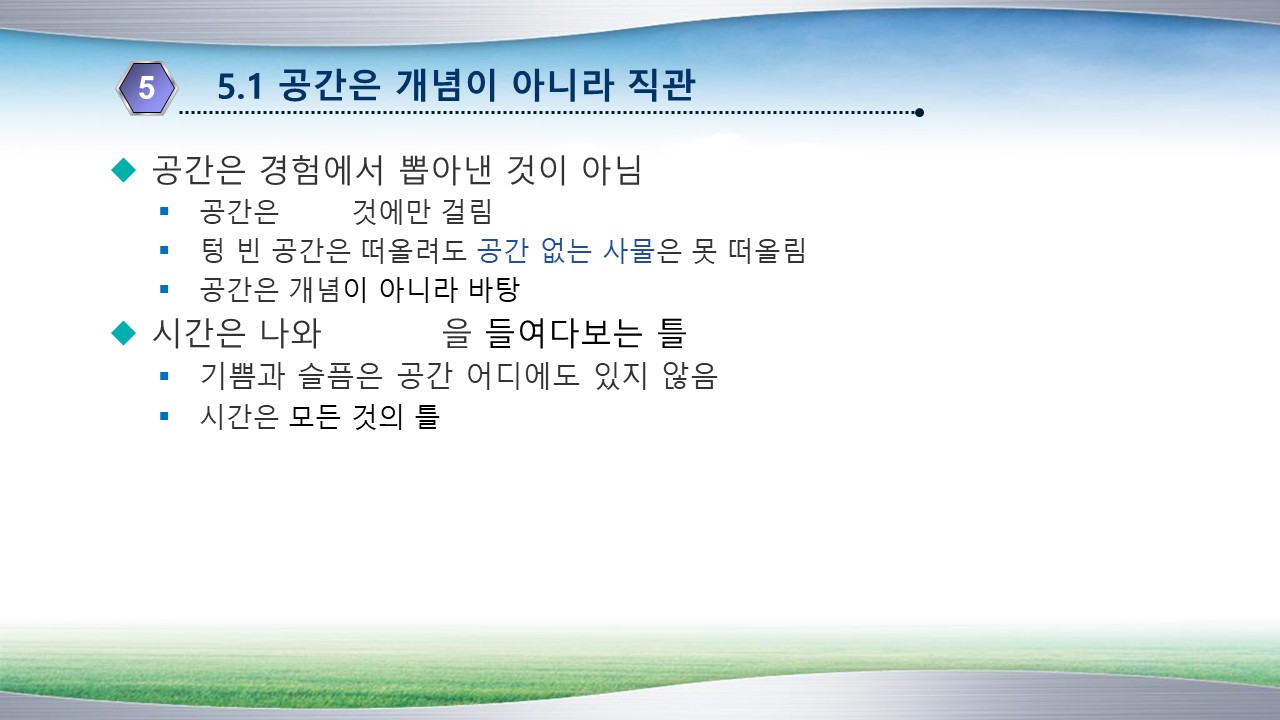 5
5.1 공간은 개념이 아니라 직관
공간은 경험에서 뽑아낸 것이 아님
공간은 것에만 걸림
텅 빈 공간은 떠올려도 공간 없는 사물은 못 떠올림
공간은 개념이 아니라 바탕
시간은 나와 을 들여다보는 틀
기쁨과 슬픔은 공간 어디에도 있지 않음
시간은 모든 것의 틀